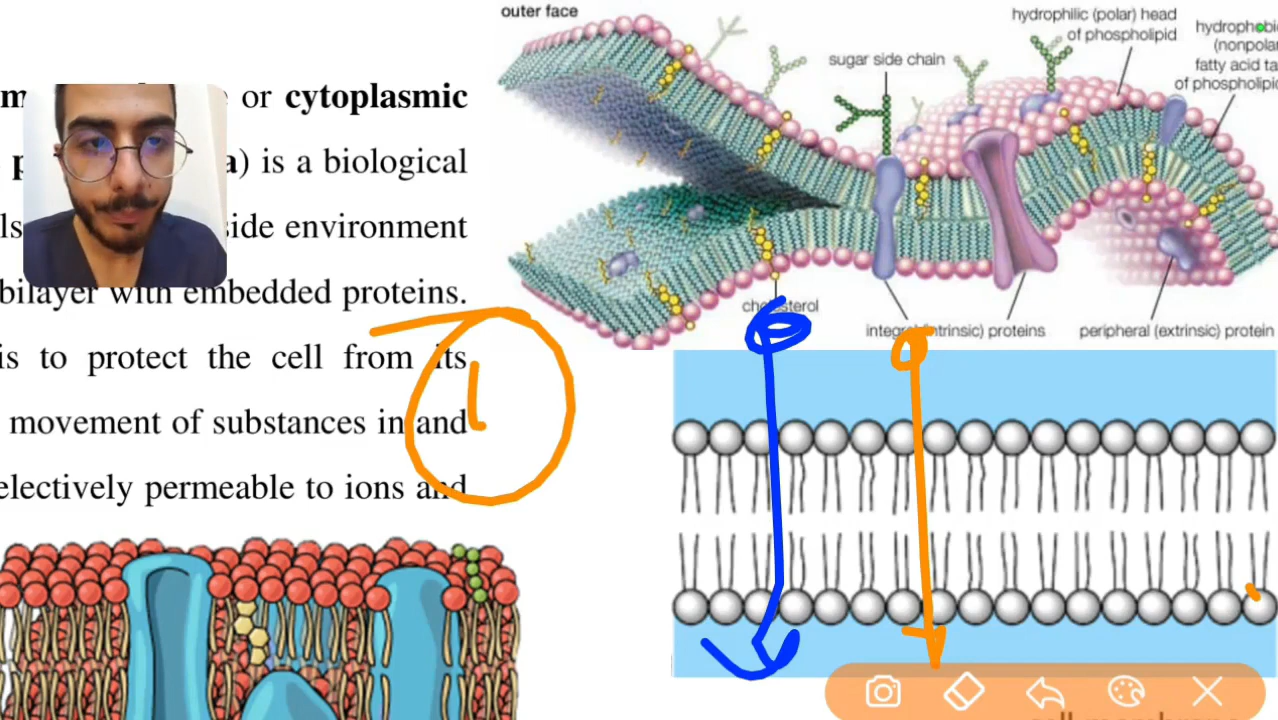 outer face
hydrophilic (polar) head
of phospholipid
(nonpola
fatty acid ta
of phospholipid
sugar side chain
or cytoplasmic
is a biological
side environment
bilayer with embedded proteins.
is to protect the cell from its
movement of substances in and
electively permeable to ions and
integral (intrinsic) proteins
peripheral (extrinsic) protein
cholesterol